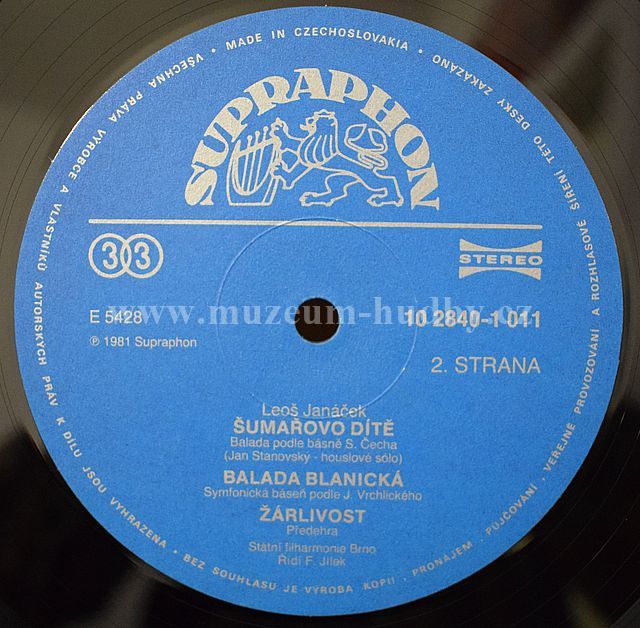 VŠECHNA PRÁVA VÝROBCE A VLASTNÍKŮ AUTORSKÝCH PRÁV K DÍLU JSOU VYHRAZENA · BEZ SOUHLASU JE VÝROBA KOPIÍ · PRONÁJEM · PŮJČOVÁNÍ · VEŘEJNÉ PROVOZOVÁNÍ A ROZHLASOVÉ ŠÍŘENÍ TÉTO DESKY ZAKÁZÁNO · MADE IN CZECHOSLOVAKIA ·
SUPRAPHON
33
STEREO
E 5428
10 2840-1 011
www.muzeum-hudby.cz
℗ 1981 Supraphon
2. STRANA
Leoš Janáček
ŠUMAŘOVO DÍTĚ
Balada podle básně S. Čecha
(Jan Stanovský - houslové sólo)
BALADA BLANICKÁ
Symfonická báseň podle J. Vrchlického
ŽÁRLIVOST
Předehra
Státní filharmonie Brno
Řídí F. Jílek